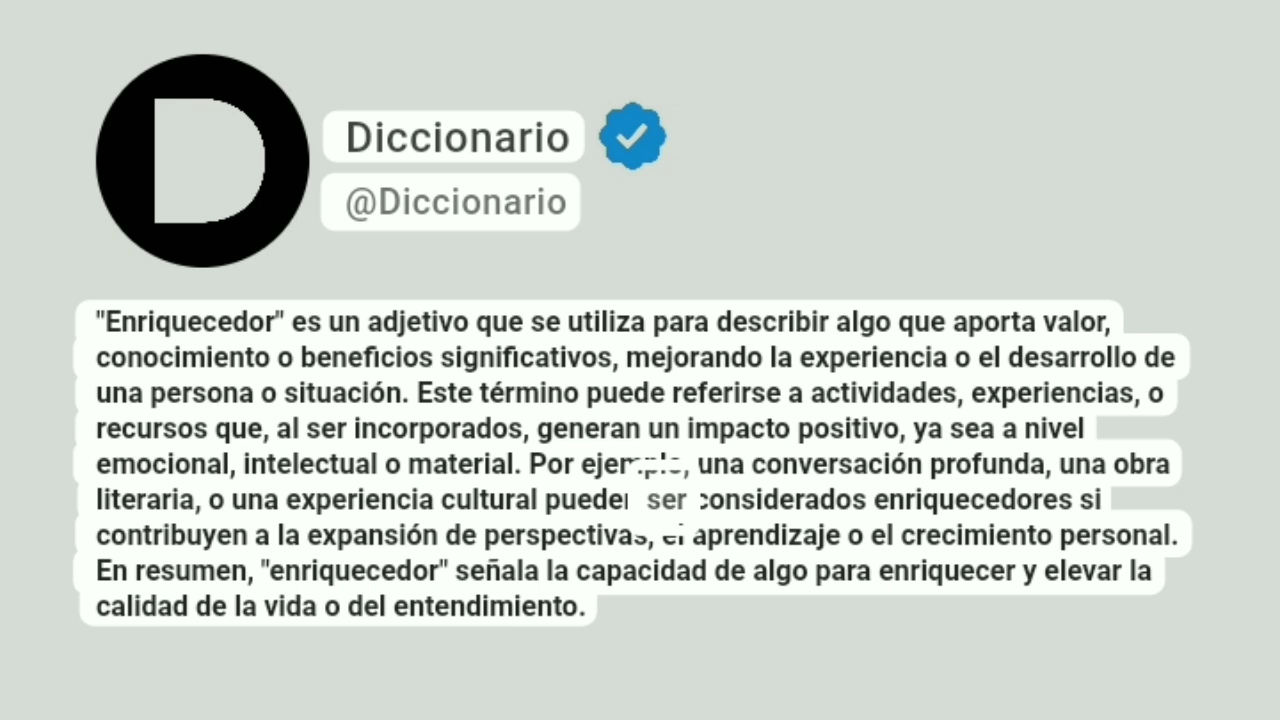 D
Diccionario
@Diccionario
"Enriquecedor" es un adjetivo que se utiliza para describir algo que aporta valor,
conocimiento o beneficios significativos, mejorando la experiencia o el desarrollo de
una persona o situación. Este término puede referirse a actividades, experiencias, o
recursos que, al ser incorporados, generan un impacto positivo, ya sea a nivel
emocional, intelectual o material. Por ejemplo, una conversación profunda, una obra
literaria, o una experiencia cultural pueden ser considerados enriquecedores si
contribuyen a la expansión de perspectivas, el aprendizaje o el crecimiento personal.
En resumen, "enriquecedor" señala la capacidad de algo para enriquecer y elevar la
calidad de la vida o del entendimiento.